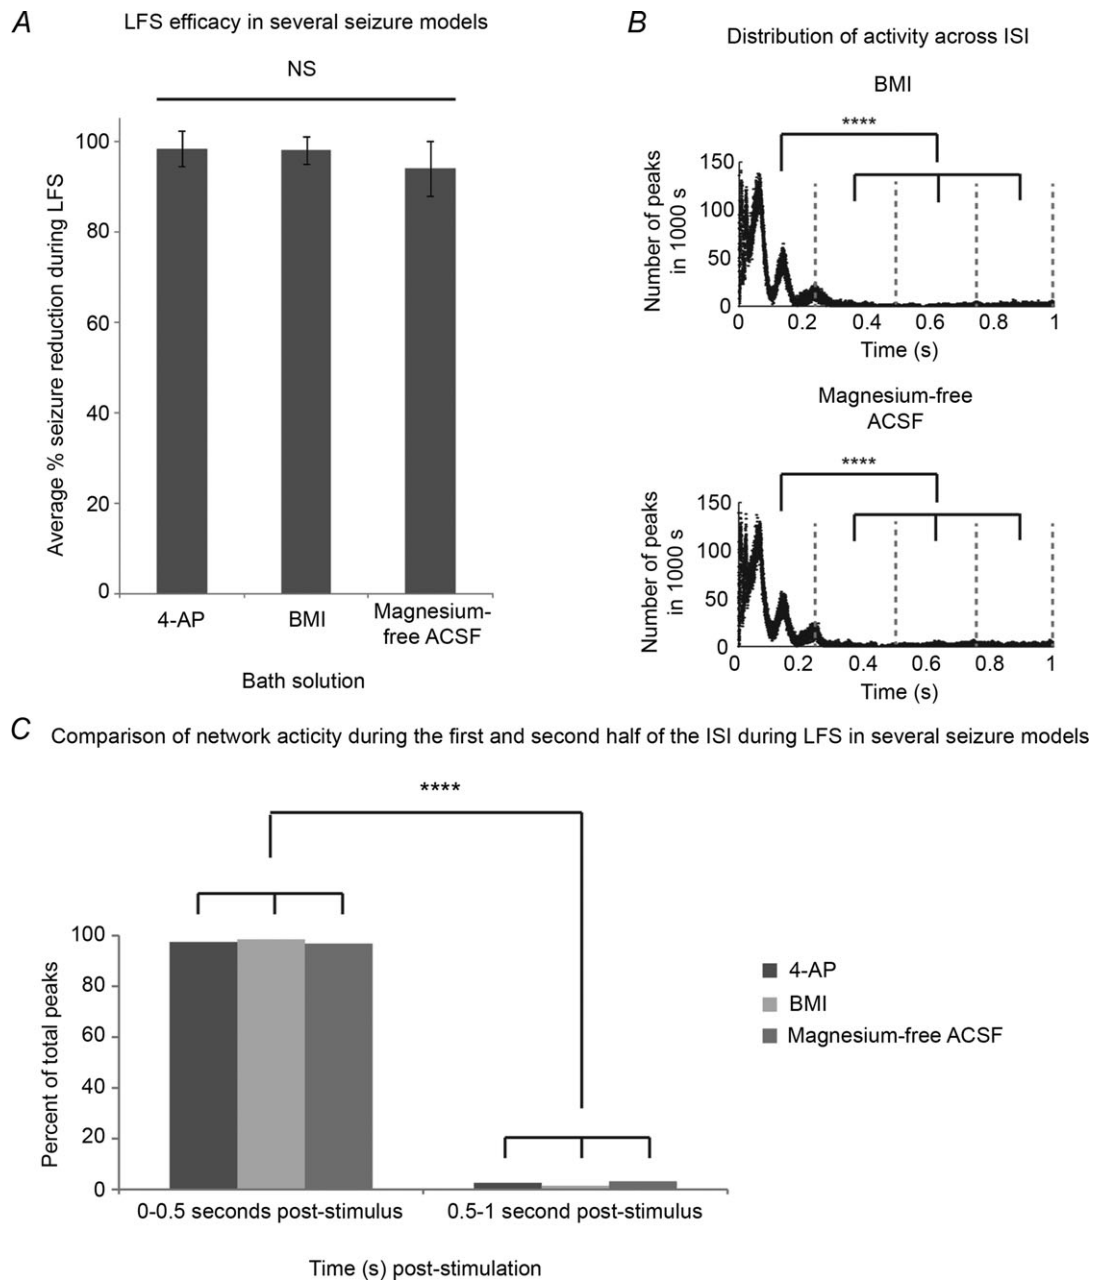 A
LFS efficacy in several seizure models
NS
Average % seizure reduction during LFS
100
80
60
40
20
0
4-AP
BMI
Magnesium-
free ACSF
Bath solution
B
Distribution of activity across ISI
BMI
****
Number of peaks
in 1000 s
150
100
50
0
0 0.2 0.4 0.6 0.8 1
Time (s)
Magnesium-free
ACSF
****
Number of peaks
in 1000 s
150
100
50
0
0 0.2 0.4 0.6 0.8 1
Time (s)
C
Comparison of network acticity during the first and second half of the ISI during LFS in several seizure models
****
Percent of total peaks
100
80
60
40
20
0
0-0.5 seconds post-stimulus
0.5-1 second post-stimulus
Time (s) post-stimulation
4-AP
BMI
Magnesium-free ACSF